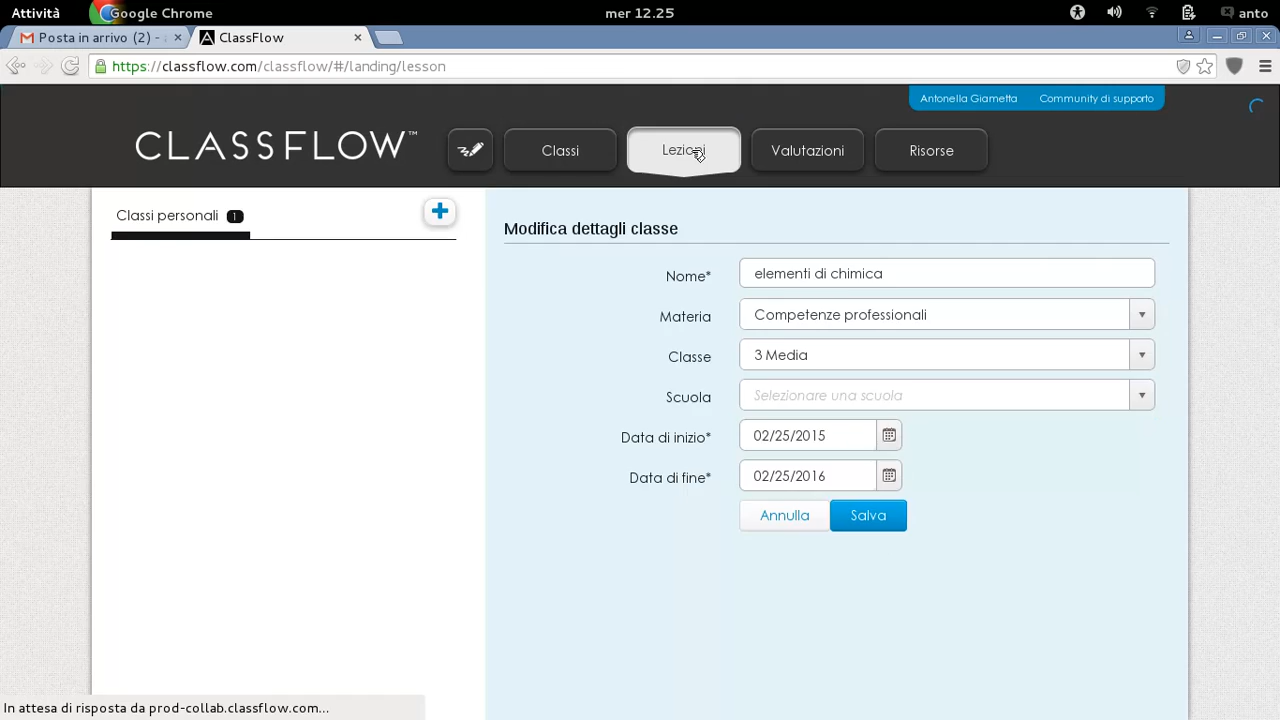 Attività
Google Chrome
mer 12.25
anto
Posta in arrivo (2) -
ClassFlow
https://classflow.com/classflow/#/landing/lesson
Antonella Giametta
Community di supporto
CLASSFLOW™
Classi
Lezioni
Valutazioni
Risorse
Classi personali 1
Modifica dettagli classe
Nome* elementi di chimica
Materia Competenze professionali
Classe 3 Media
Scuola Selezionare una scuola
Data di inizio* 02/25/2015
Data di fine* 02/25/2016
Annulla Salva
In attesa di risposta da prod-collab.classflow.com...